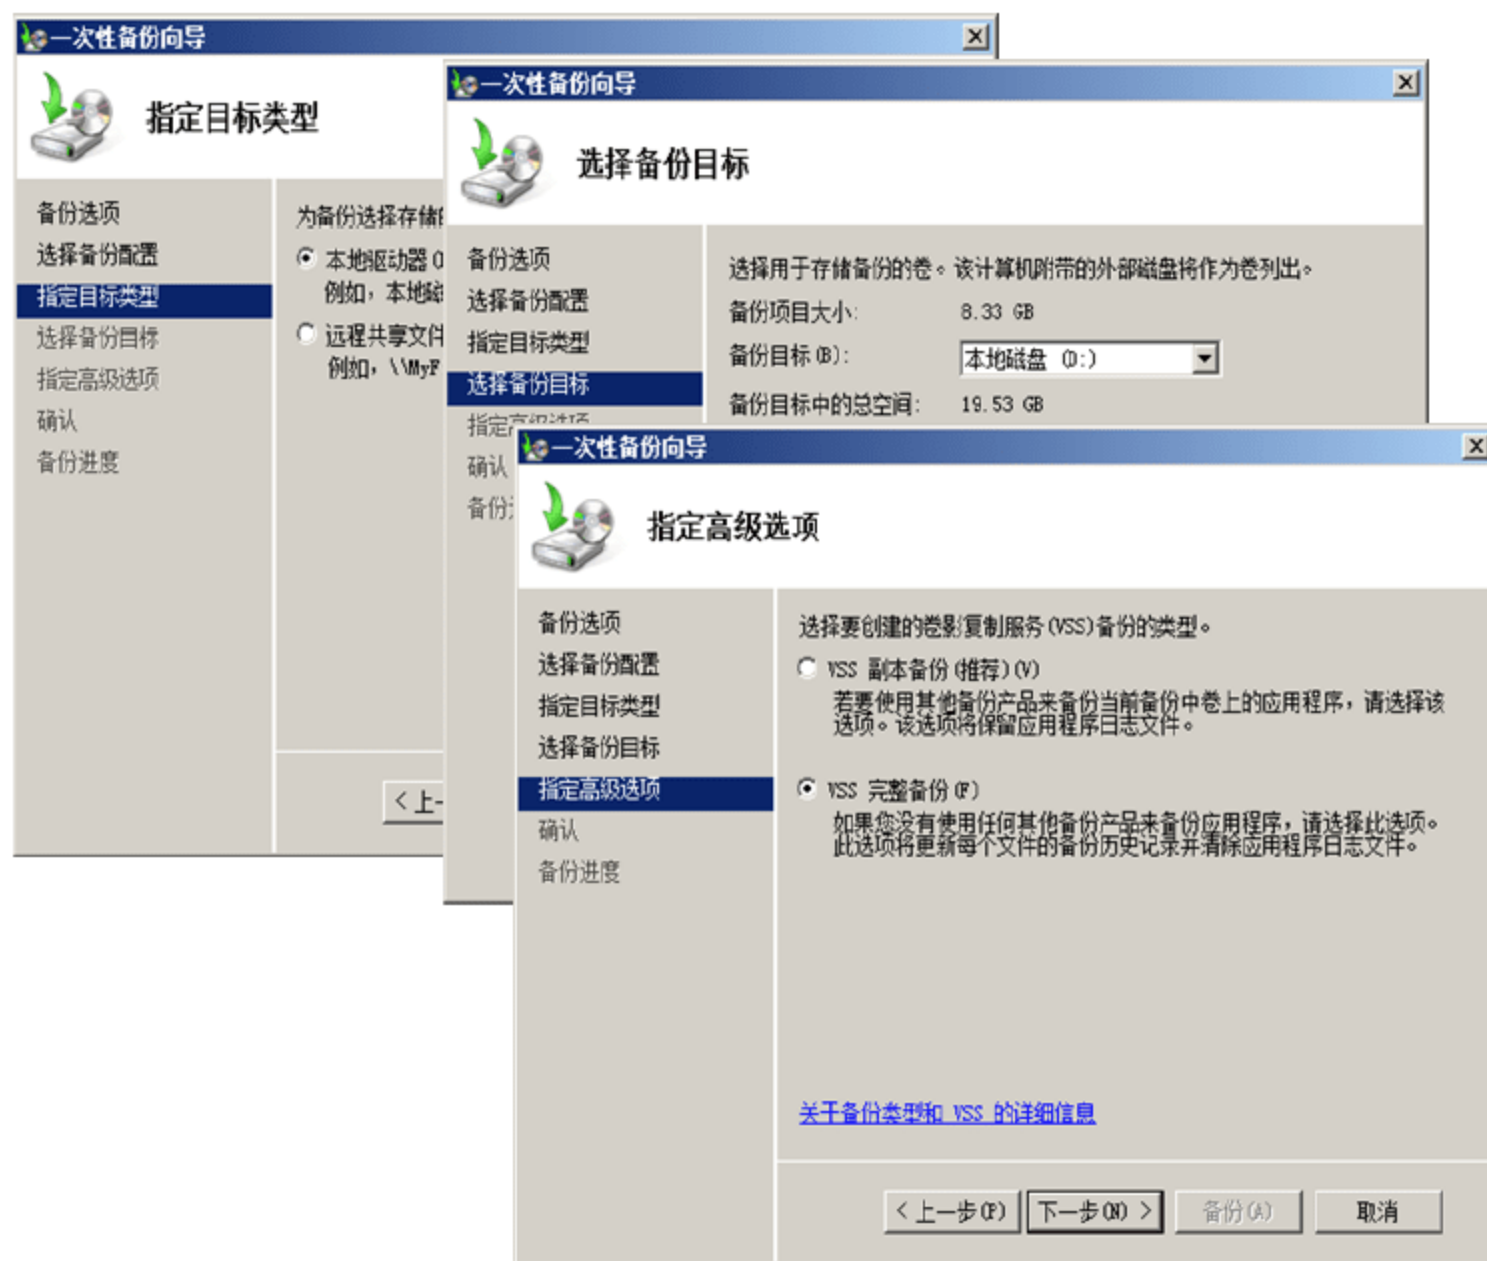 一次性备份向导
指定目标类型
备份选项
选择备份配置
指定目标类型
选择备份目标
指定高级选项
确认
备份进度
为备份选择存储
本地驱动器(
例如，本地磁
远程共享文件
例如，\\MyF
<上一
一次性备份向导
选择备份目标
备份选项
选择备份配置
指定目标类型
选择备份目标
指定高级选项
确认
备份
选择用于存储备份的卷。该计算机附带的外部磁盘将作为卷列出。
备份项目大小: 8.33 GB
备份目标(B): 本地磁盘 (D:)
备份目标中的总空间: 19.53 GB
一次性备份向导
指定高级选项
备份选项
选择备份配置
指定目标类型
选择备份目标
指定高级选项
确认
备份进度
选择要创建的卷影复制服务(VSS)备份的类型。
VSS 副本备份(推荐)(V)
若要使用其他备份产品来备份当前备份中卷上的应用程序，请选择该
选项。该选项将保留应用程序日志文件。
VSS 完整备份(F)
如果您没有使用任何其他备份产品来备份应用程序，请选择此选项。
此选项将更新每个文件的备份历史记录并清除应用程序日志文件。
关于备份类型和 VSS 的详细信息
<上一步(P) 下一步(N)> 备份(A) 取消